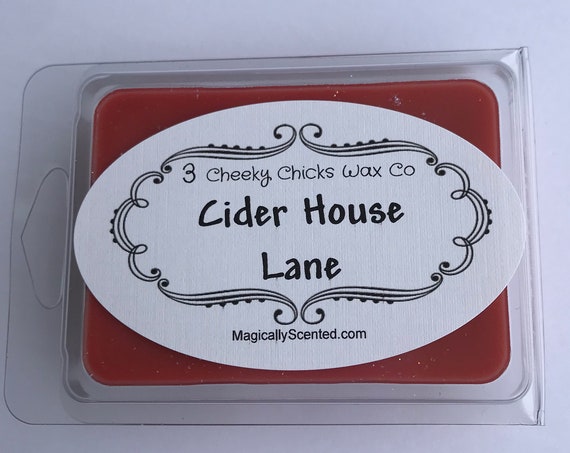 3 Cheeky Chicks Wax Co
Cider House
Lane
MagicallyScented.com